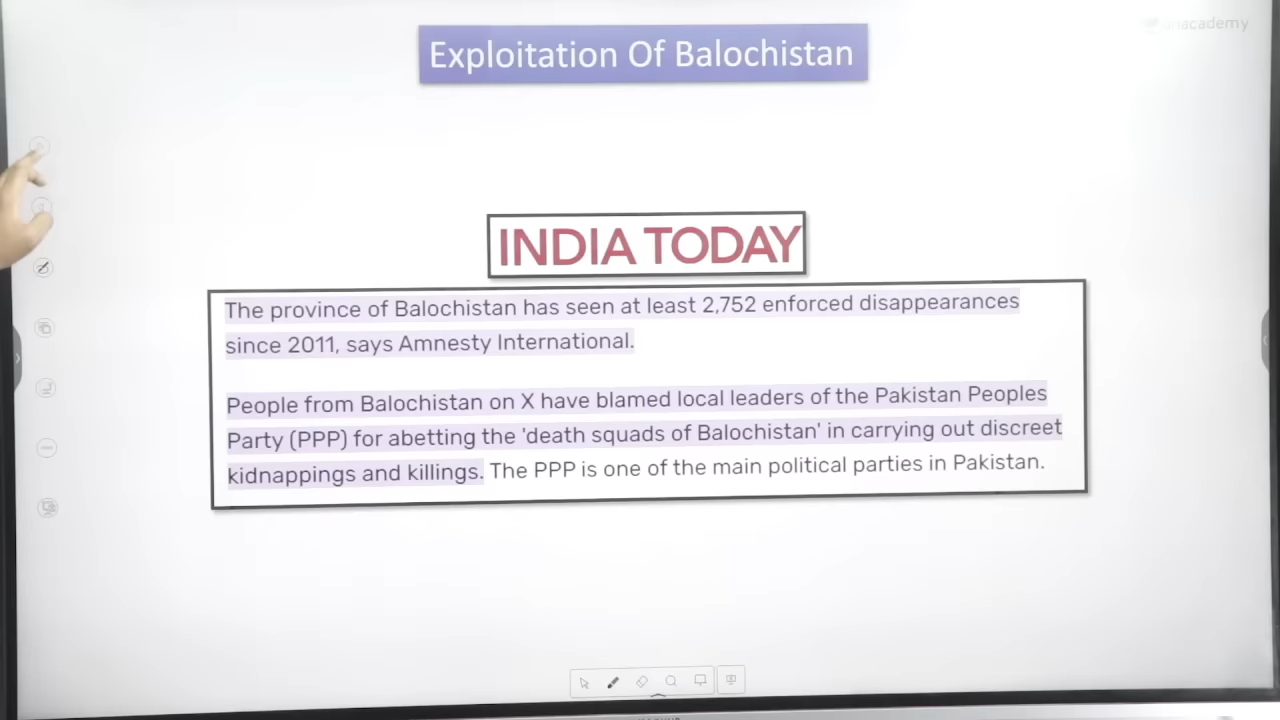 unacademy
Exploitation Of Balochistan
INDIA TODAY
The province of Balochistan has seen at least 2,752 enforced disappearances
since 2011, says Amnesty International.
People from Balochistan on X have blamed local leaders of the Pakistan Peoples
Party (PPP) for abetting the 'death squads of Balochistan' in carrying out discreet
kidnappings and killings. The PPP is one of the main political parties in Pakistan.